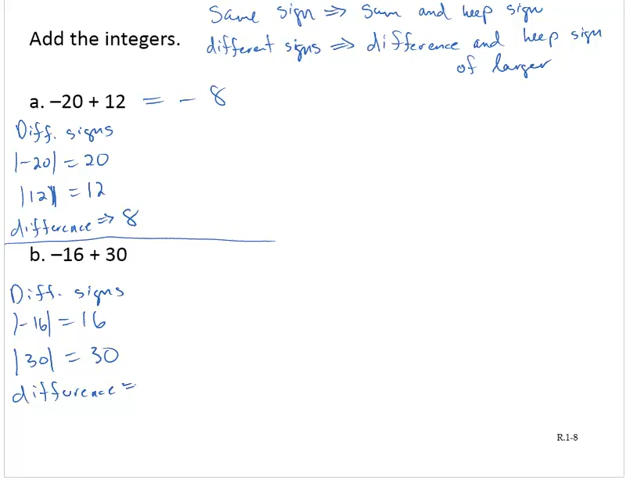 Same sign ⇒ sum and keep sign
Add the integers.
different signs ⇒ difference and keep sign
of larger
a. –20 + 12 = - 8
Diff. signs
|-20| = 20
|12| = 12
difference ⇒ 8
b. –16 + 30
Diff. signs
|-16| = 16
|30| = 30
difference =
R.1-8